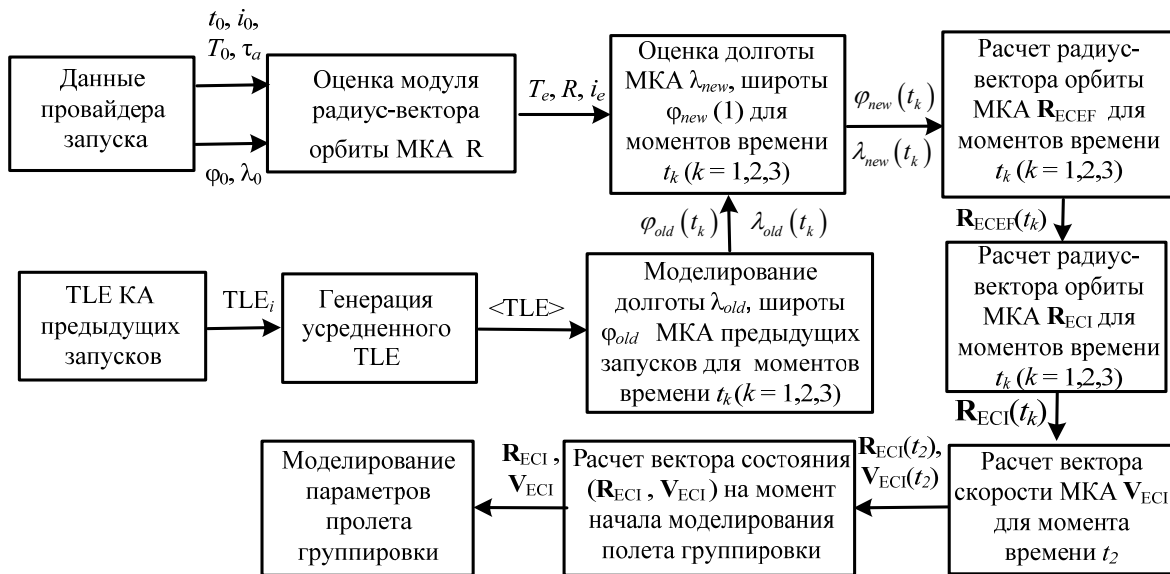 t₀, i₀,
T₀, τₐ
Данные
провайдера
запуска
φ₀, λ₀
Оценка модуля
радиус-вектора
орбиты МКА R
Tₑ, R, iₑ
Оценка долготы
МКА λnew, широты
φnew (1) для
моментов времени
tk (k = 1,2,3)
φnew(tk)
λnew(tk)
Расчет радиус-
вектора орбиты
МКА RECEF для
моментов времени
tk (k = 1,2,3)
RECEF(tk)
φold(tk) λold(tk)
TLE КА
предыдущих
запусков
TLEi
Генерация
усредненного
TLE
<TLE>
Моделирование
долготы λold, широты
φold МКА предыдущих
запусков для моментов
времени tk (k = 1,2,3)
Расчет радиус-
вектора орбиты
МКА RECI для
моментов времени
tk (k = 1,2,3)
RECI(tk)
Моделирование
параметров
пролета
группировки
RECI ,
VECI
Расчет вектора состояния
(RECI , VECI) на момент
начала моделирования
полета группировки
RECI(t2),
VECI(t2)
Расчет вектора
скорости МКА VECI
для момента
времени t2